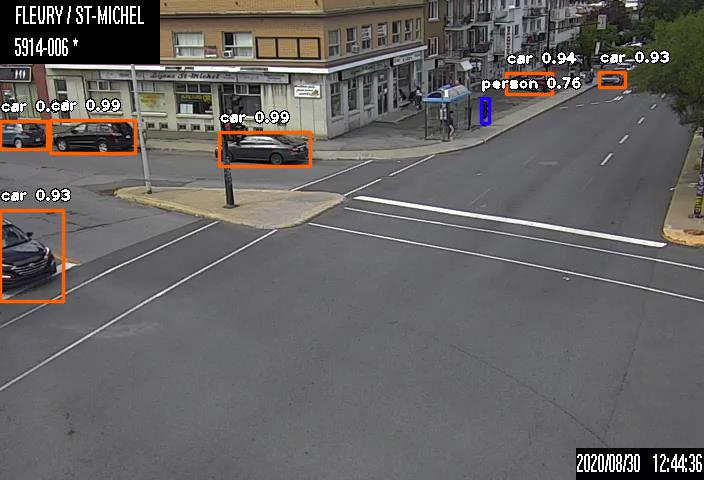 FLEURY / ST-MICHEL
5914-006 *
car 0.94
car 0.93
person 0.76
car 0.
car 0.99
car 0.99
car 0.93
2020/08/30 12:44:36